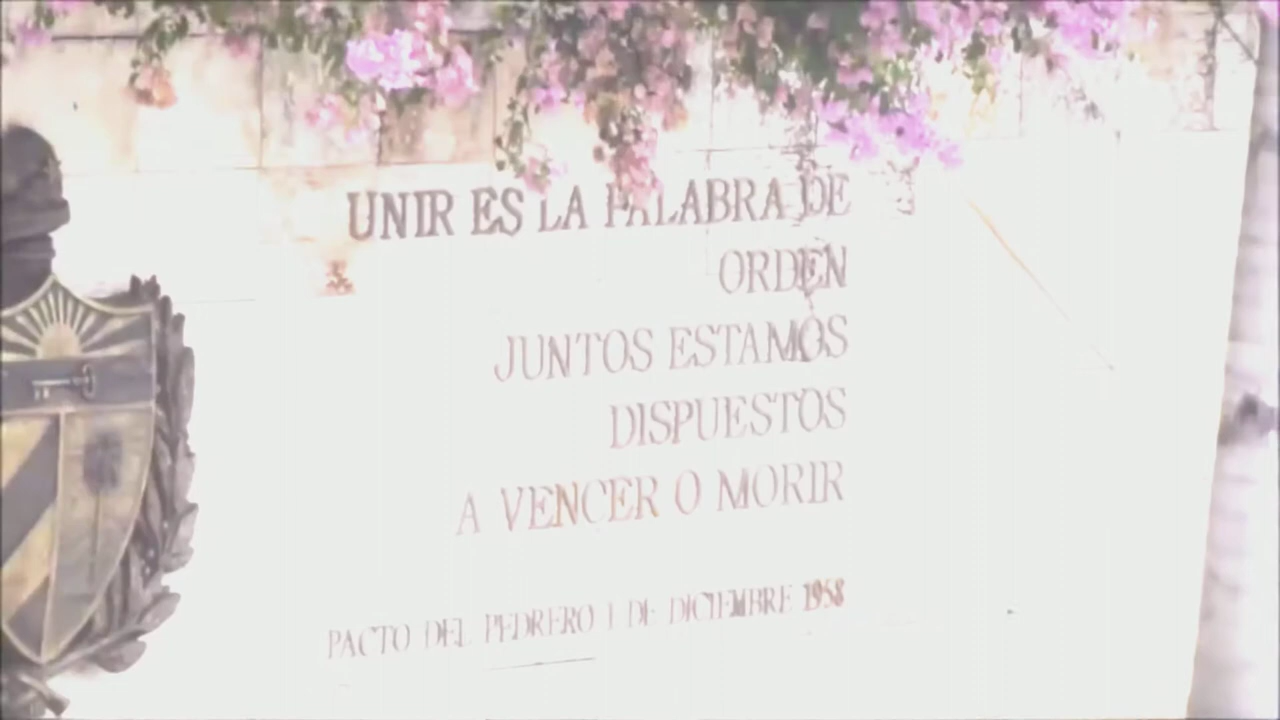 UNIR ES LA PALABRA DE
ORDEN
JUNTOS ESTAMOS
DISPUESTOS
A VENCER O MORIR
PACTO DEL PEDRERO 1 DE DICIEMBRE 1958